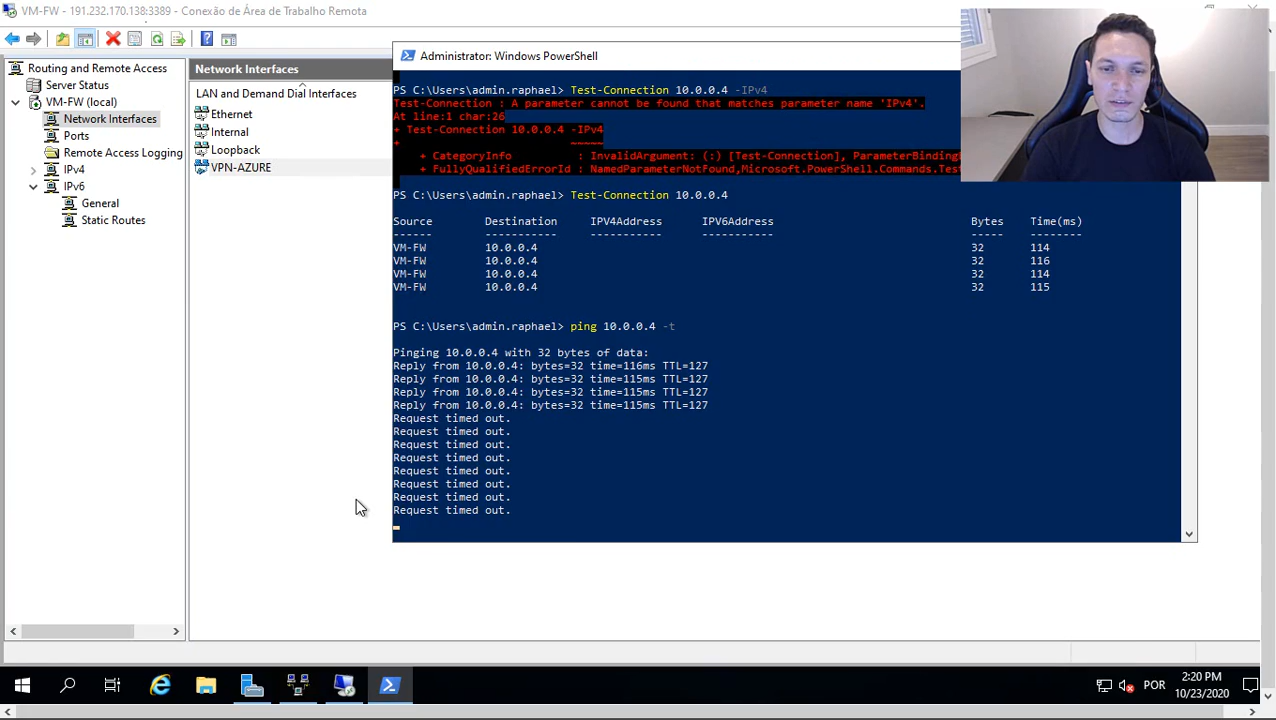 VM-FW - 191.232.170.138:3389 - Conexão de Área de Trabalho Remota
Routing and Remote Access
Server Status
VM-FW (local)
Network Interfaces
Ports
Remote Access Logging
IPv4
IPv6
General
Static Routes
Network Interfaces
LAN and Demand Dial Interfaces
Ethernet
Internal
Loopback
VPN-AZURE
Administrator: Windows PowerShell
PS C:\Users\admin.raphael> Test-Connection 10.0.0.4 -IPv4
Test-Connection : A parameter cannot be found that matches parameter name 'IPv4'.
At line:1 char:26
+ Test-Connection 10.0.0.4 -IPv4
+                          ~~~~~
+ CategoryInfo          : InvalidArgument: (:) [Test-Connection], ParameterBinding
+ FullyQualifiedErrorId : NamedParameterNotFound,Microsoft.PowerShell.Commands.Test
PS C:\Users\admin.raphael> Test-Connection 10.0.0.4
Source Destination IPV4Address IPV6Address Bytes Time(ms)
------ ----------- ----------- ----------- ----- --------
VM-FW 10.0.0.4 32 114
VM-FW 10.0.0.4 32 116
VM-FW 10.0.0.4 32 114
VM-FW 10.0.0.4 32 115
PS C:\Users\admin.raphael> ping 10.0.0.4 -t
Pinging 10.0.0.4 with 32 bytes of data:
Reply from 10.0.0.4: bytes=32 time=116ms TTL=127
Reply from 10.0.0.4: bytes=32 time=115ms TTL=127
Reply from 10.0.0.4: bytes=32 time=115ms TTL=127
Reply from 10.0.0.4: bytes=32 time=115ms TTL=127
Request timed out.
Request timed out.
Request timed out.
Request timed out.
Request timed out.
Request timed out.
Request timed out.
Request timed out.
POR
2:20 PM
10/23/2020